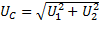 U_C = √(U_1^2 + U_2^2)